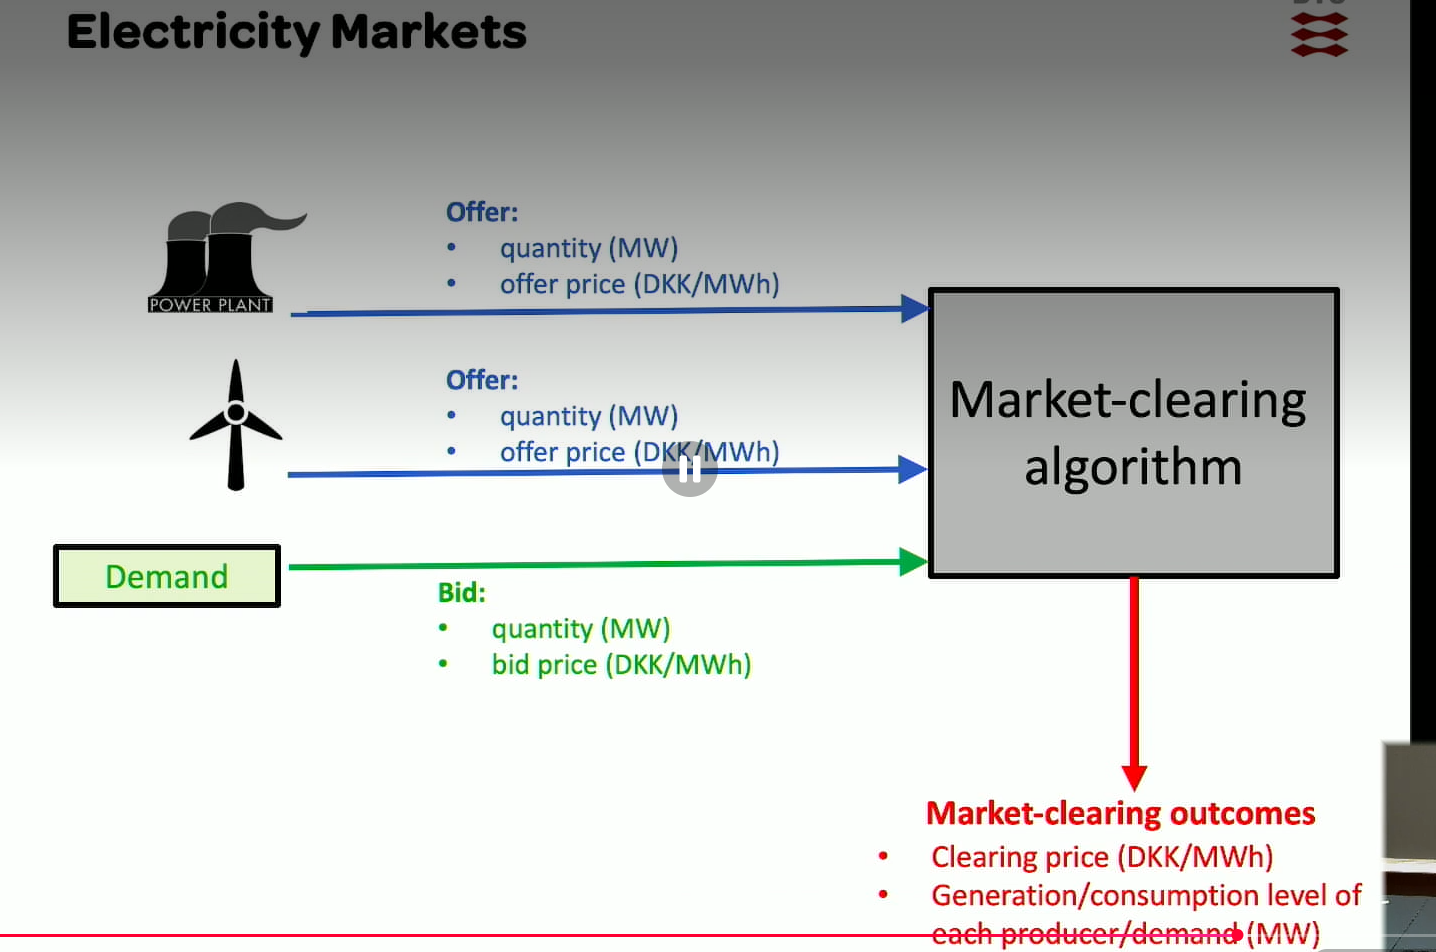 Electricity Markets
Offer:
• quantity (MW)
• offer price (DKK/MWh)
POWER PLANT
Offer:
• quantity (MW)
• offer price (DKK/MWh)
Market-clearing
algorithm
Demand
Bid:
• quantity (MW)
• bid price (DKK/MWh)
Market-clearing outcomes
• Clearing price (DKK/MWh)
• Generation/consumption level of
each producer/demand (MW)